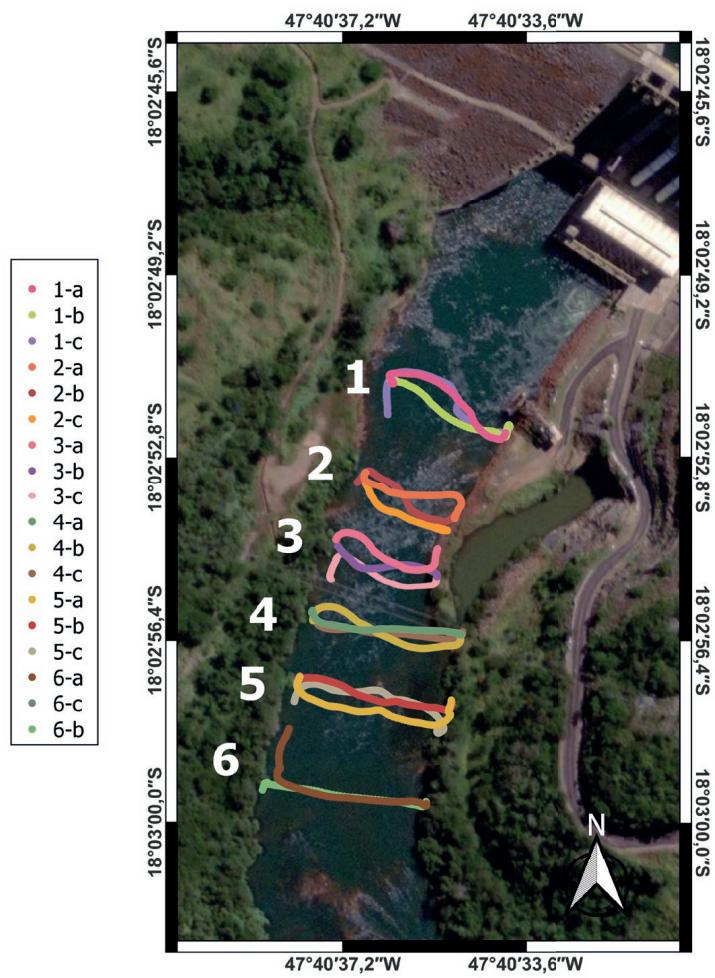 47°40′37,2″W 47°40′33,6″W
18°02′45,6″S
18°02′45,6″S
18°02′49,2″S
18°02′49,2″S
1-a
1-b
1-c
2-a
2-b
2-c
3-a
3-b
3-c
4-a
4-b
4-c
5-a
5-b
5-c
6-a
6-c
6-b
1
18°02′52,8″S
18°02′52,8″S
2
3
4
18°02′56,4″S
18°02′56,4″S
5
6
18°03′00,0″S
18°03′00,0″S
N
47°40′37,2″W 47°40′33,6″W